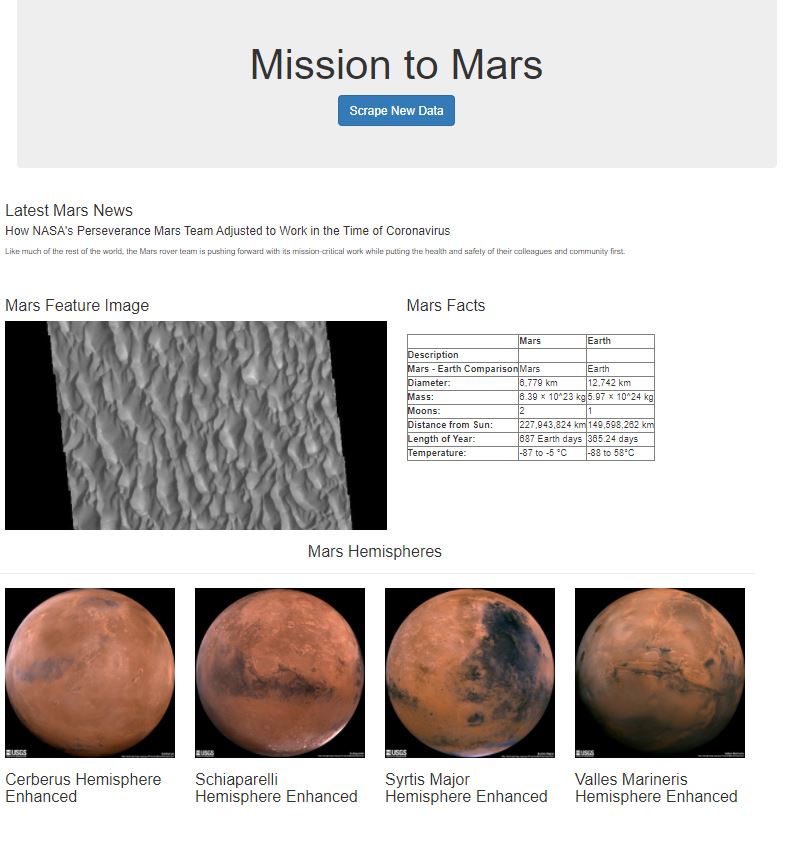 Mission to Mars
Scrape New Data
Latest Mars News
How NASA's Perseverance Mars Team Adjusted to Work in the Time of Coronavirus
Like much of the rest of the world, the Mars rover team is pushing forward with its mission-critical work while putting the health and safety of their colleagues and community first.
Mars Feature Image
Mars Facts
Mars Earth
Description
Mars - Earth Comparison Mars Earth
Diameter: 6,779 km 12,742 km
Mass: 6.39 × 10^23 kg 5.97 × 10^24 kg
Moons: 2 1
Distance from Sun: 227,943,824 km 149,598,262 km
Length of Year: 687 Earth days 365.24 days
Temperature: -87 to -5 °C -88 to 58°C
Mars Hemispheres
USGS
USGS
USGS
USGS
Cerberus Hemisphere
Enhanced
Schiaparelli
Hemisphere Enhanced
Syrtis Major
Hemisphere Enhanced
Valles Marineris
Hemisphere Enhanced